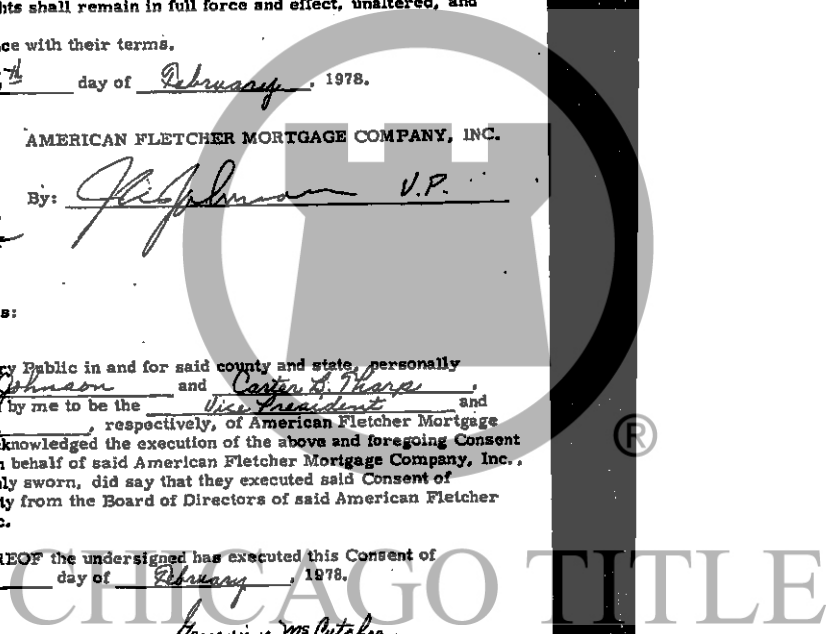 hts shall remain in full force and effect, unaltered, and
ce with their terms.
th day of February, 1978.
AMERICAN FLETCHER MORTGAGE COMPANY, INC.
By: Johnson V.P.
s:
ry Public in and for said county and state, personally
Johnson and Carter B. Tharp,
by me to be the Vice President and
, respectively, of American Fletcher Mortgage
knowledged the execution of the above and foregoing Consent
n behalf of said American Fletcher Mortgage Company, Inc.,
ly sworn, did say that they executed said Consent of
ty from the Board of Directors of said American Fletcher
c.
REOF the undersigned has executed this Consent of
day of February, 1978.
CHICAGO TITLE
®